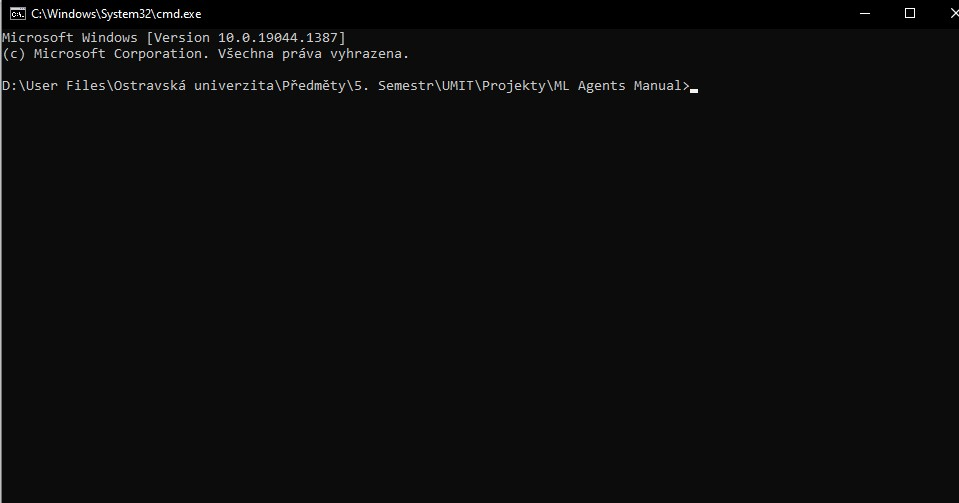 C:\Windows\System32\cmd.exe
Microsoft Windows [Version 10.0.19044.1387]
(c) Microsoft Corporation. Všechna práva vyhrazena.
D:\User Files\Ostravská univerzita\Předměty\5. Semestr\UMIT\Projekty\ML Agents Manual>